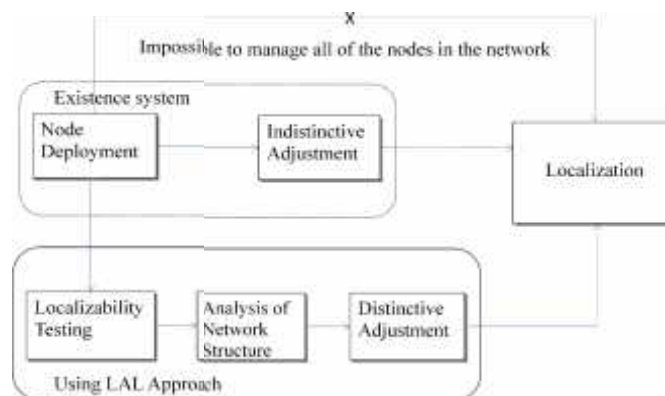 X
Impossible to manage all of the nodes in the network
Existence system
Node
Deployment
Indistinctive
Adjustment
Localization
Localizability
Testing
Analysis of
Network
Structure
Distinctive
Adjustment
Using LAL Approach